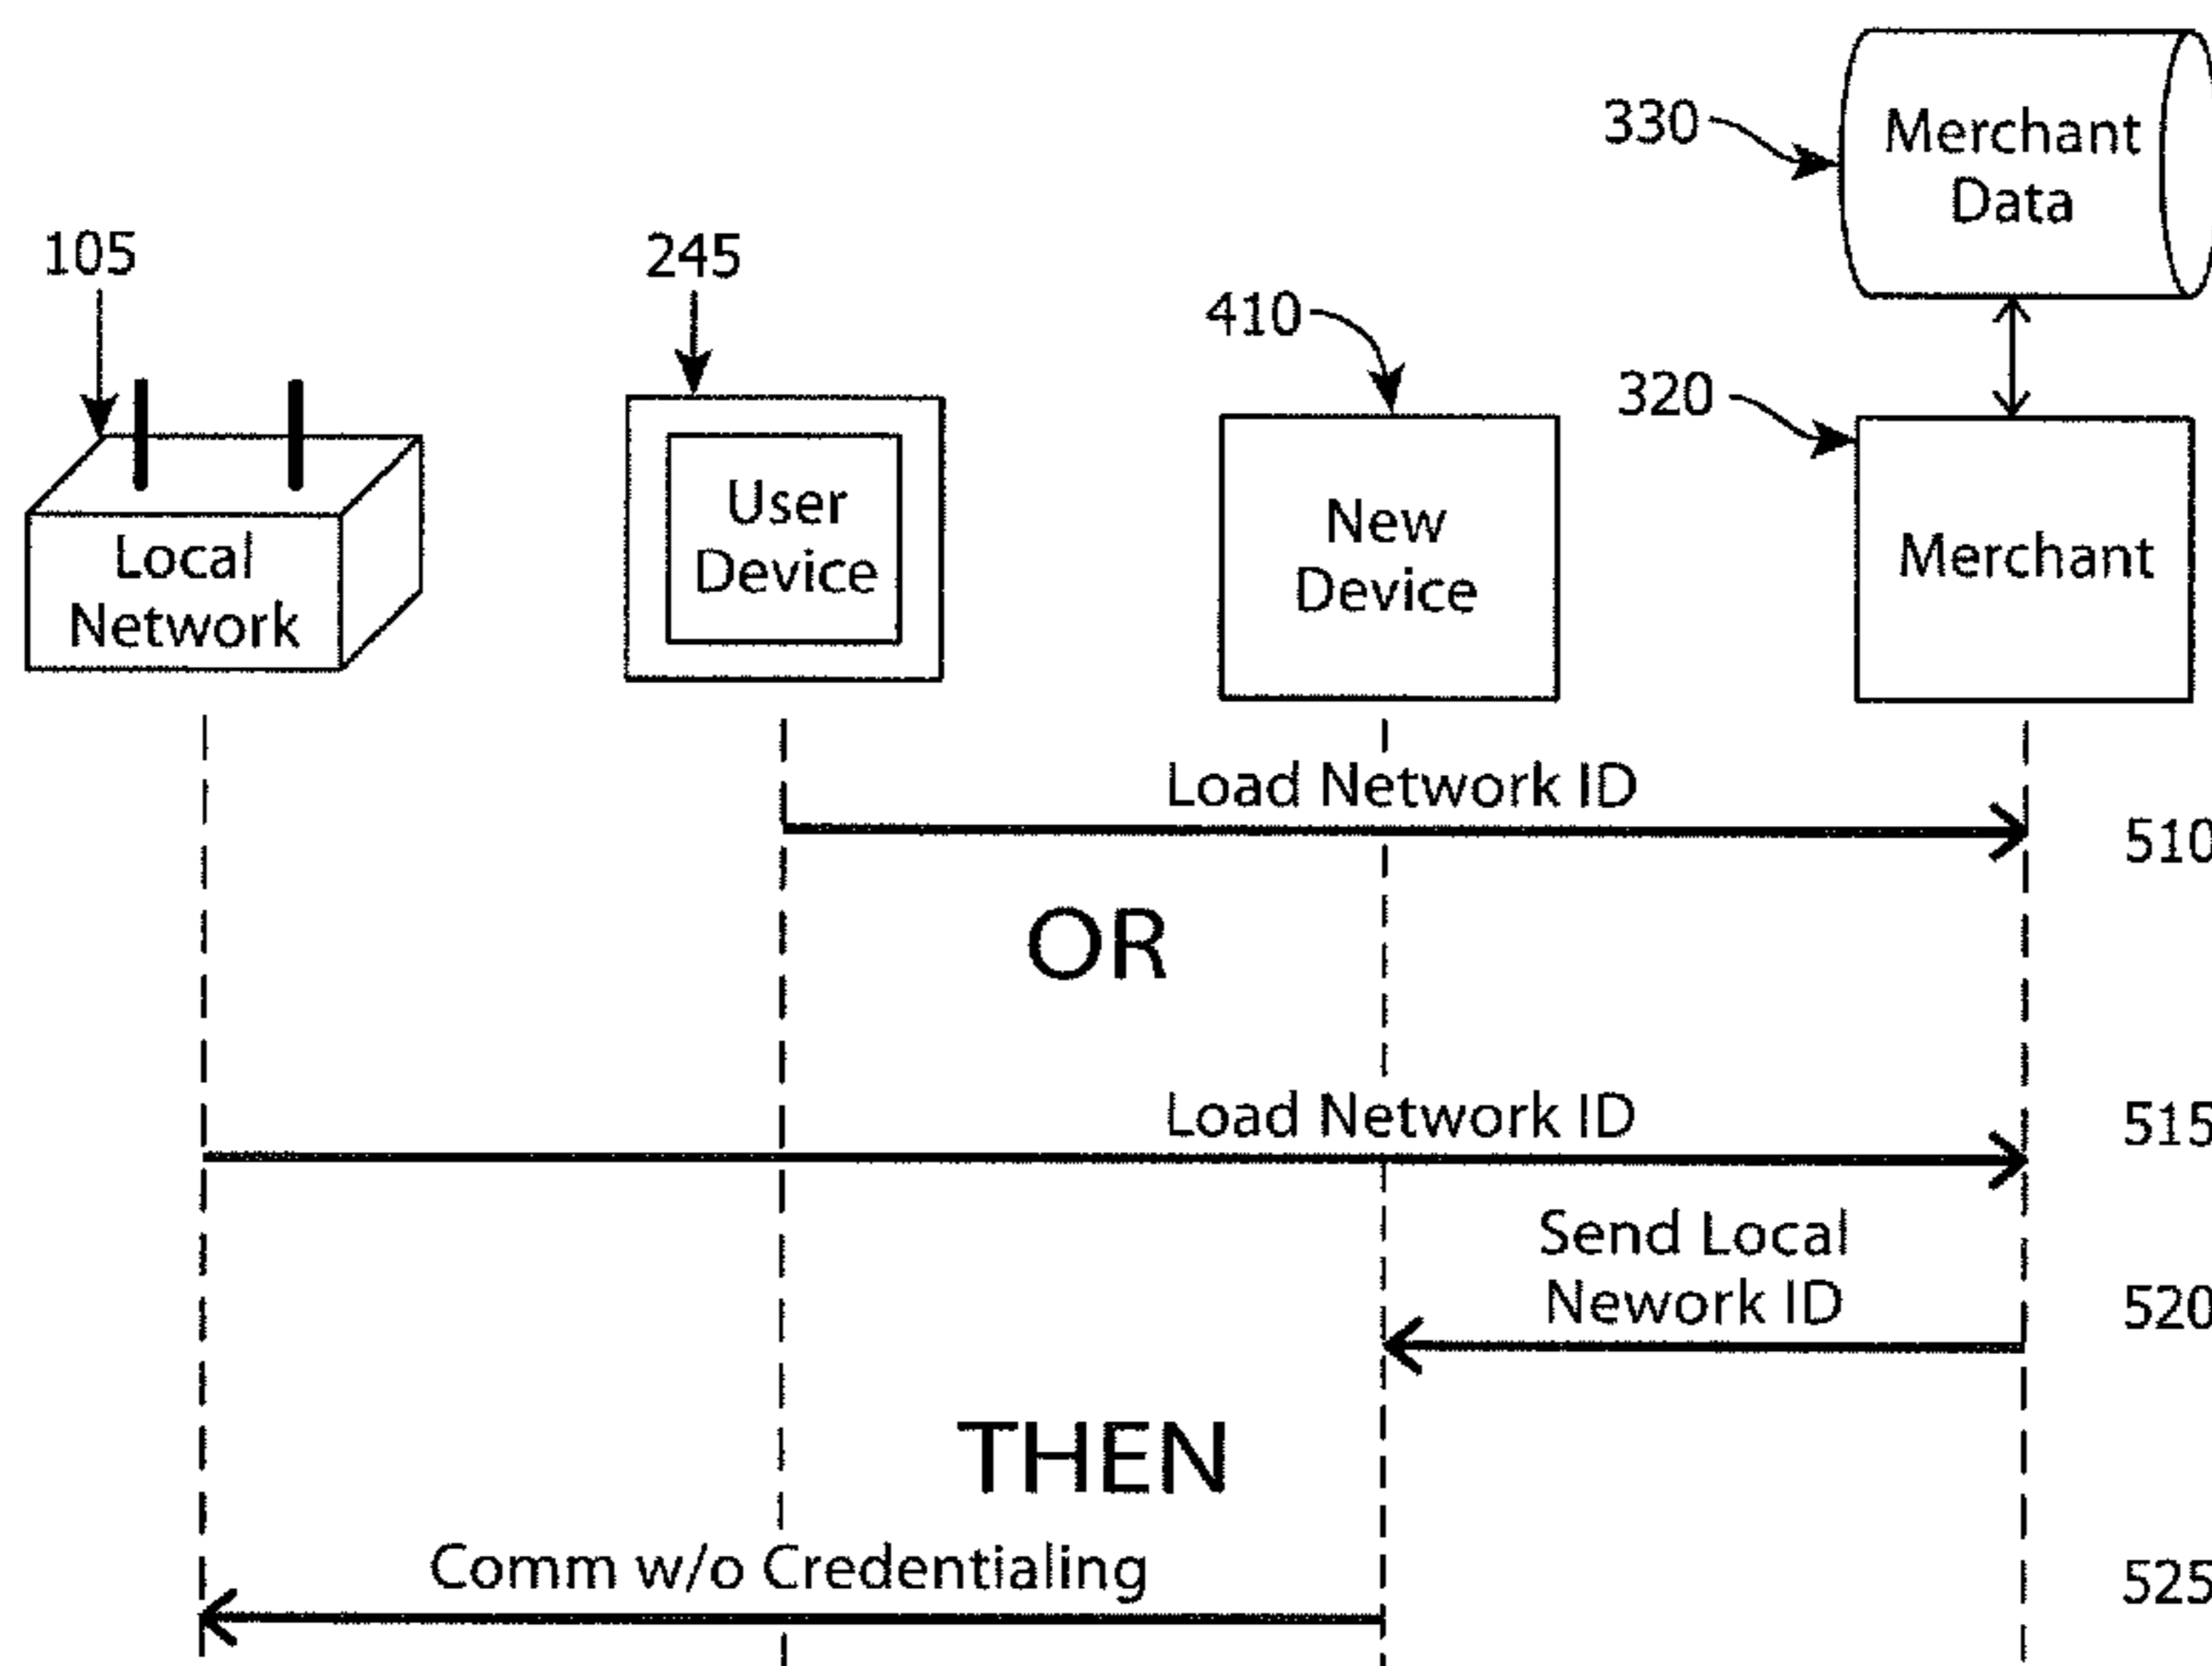 330
Merchant
Data
105
245
410
320
Local
Network
User
Device
New
Device
Merchant
Load Network ID
510
OR
Load Network ID
515
Send Local
Nework ID
520
THEN
Comm w/o Credentialing
525